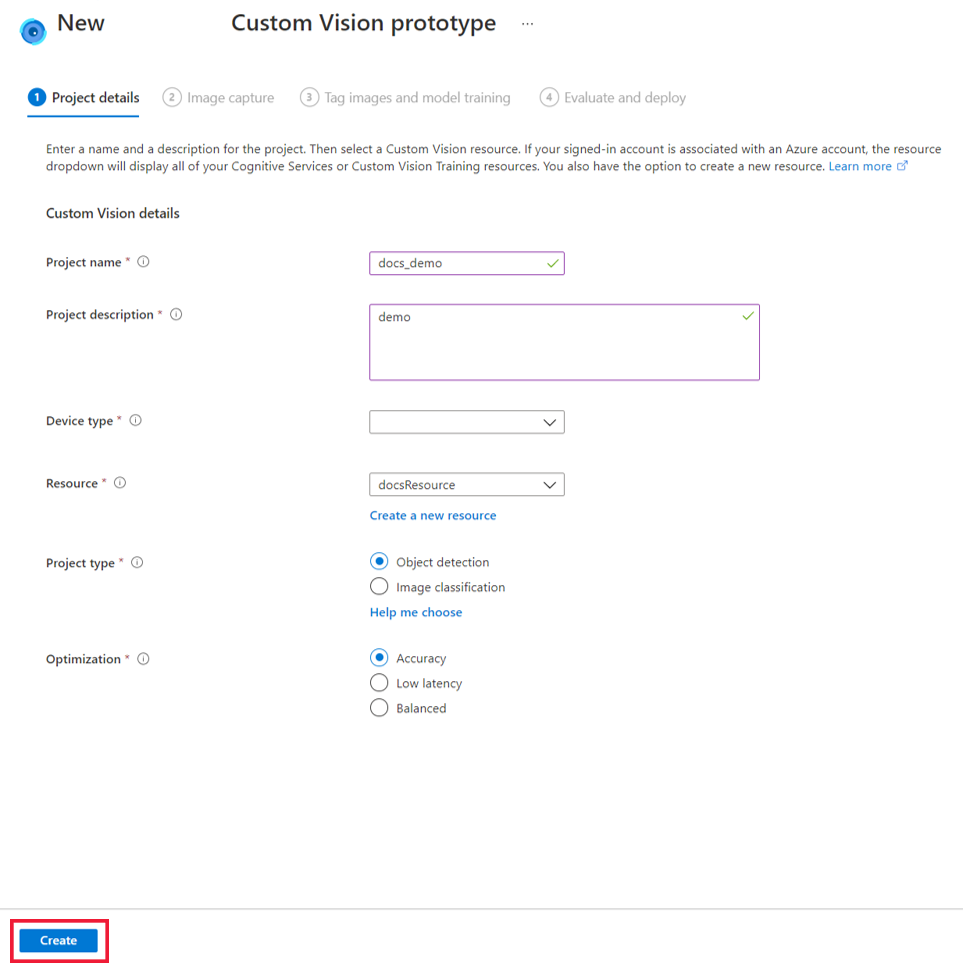 New Custom Vision prototype ...
1 Project details 2 Image capture 3 Tag images and model training 4 Evaluate and deploy
Enter a name and a description for the project. Then select a Custom Vision resource. If your signed-in account is associated with an Azure account, the resource
dropdown will display all of your Cognitive Services or Custom Vision Training resources. You also have the option to create a new resource. Learn more
Custom Vision details
Project name * docs_demo
Project description * demo
Device type *
Resource * docsResource
Create a new resource
Project type * Object detection
Image classification
Help me choose
Optimization * Accuracy
Low latency
Balanced
Create